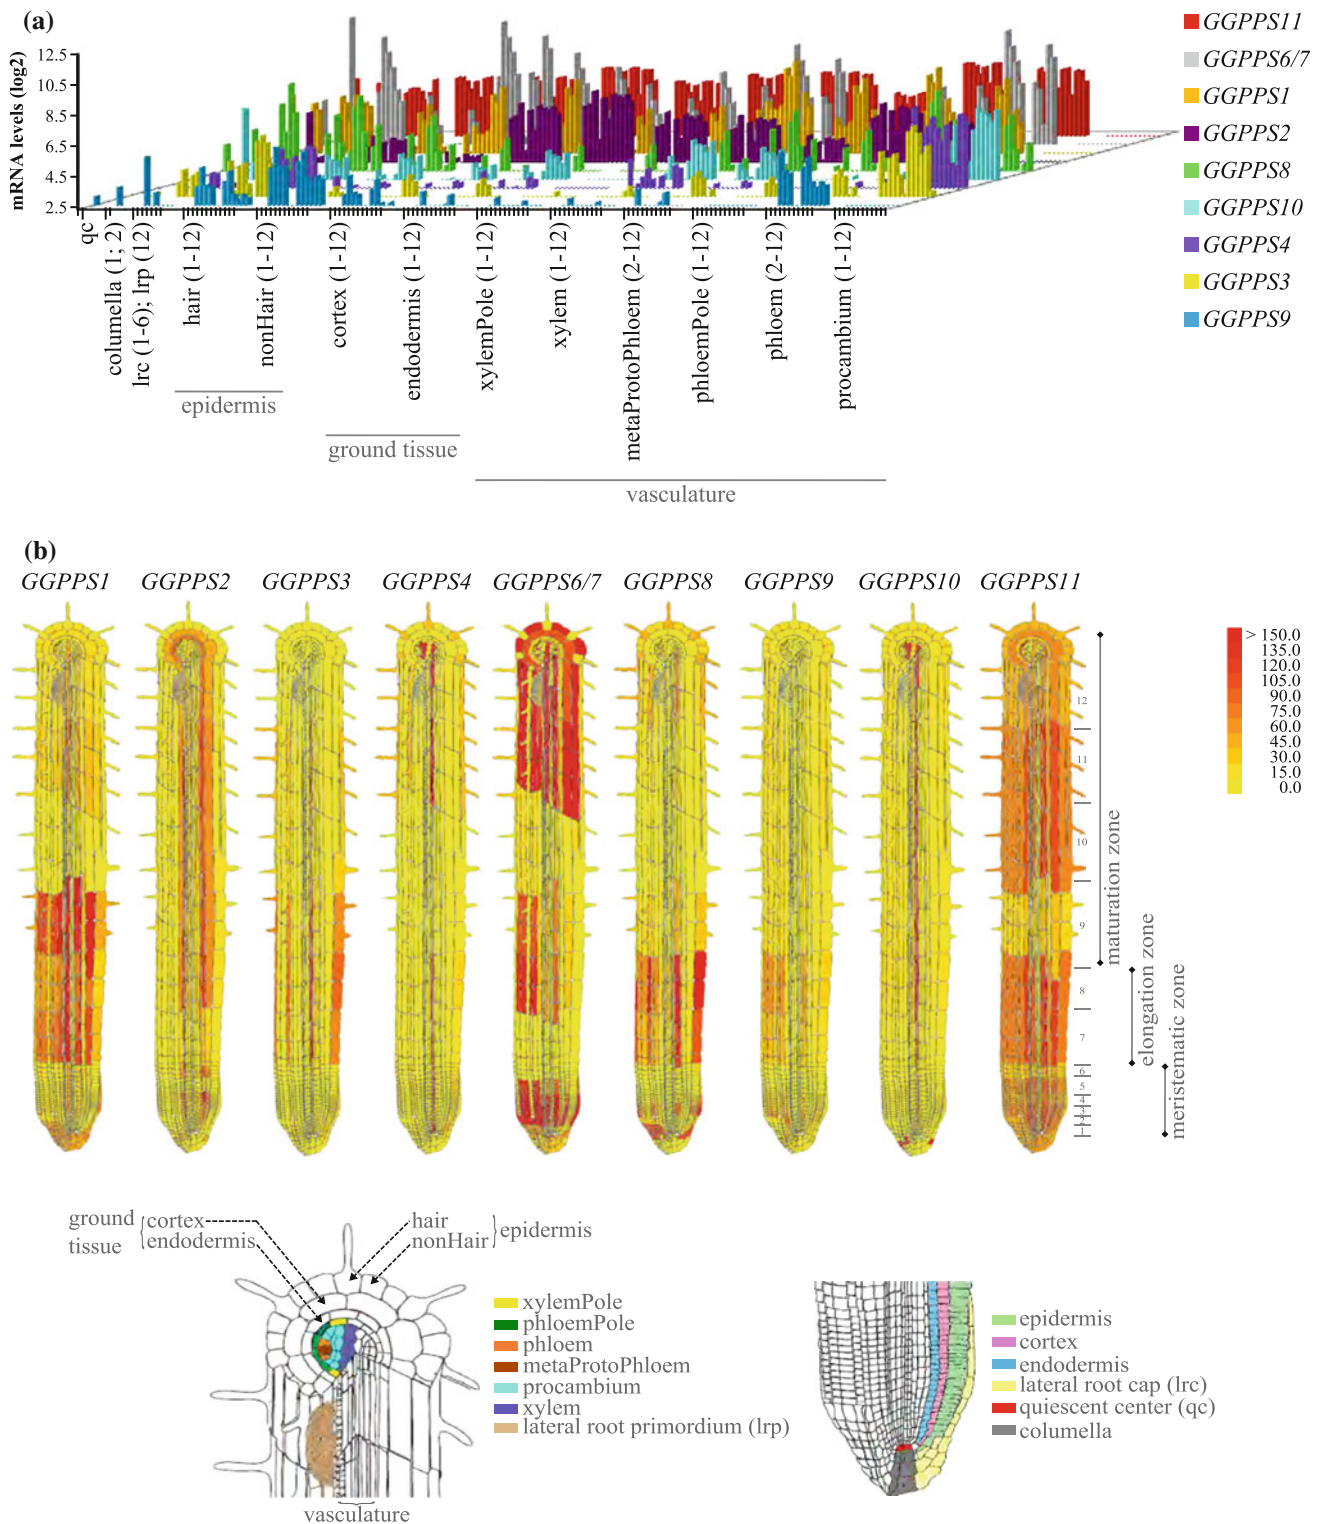 (a)
mRNA levels (log2)
12.5
10.5
8.5
6.5
4.5
2.5
qc
columella (1; 2)
lrc (1-6); lrp (12)
hair (1-12)
nonHair (1-12)
cortex (1-12)
endodermis (1-12)
xylemPole (1-12)
xylem (1-12)
metaProtoPhloem (2-12)
phloemPole (1-12)
phloem (2-12)
procambium (1-12)
epidermis
ground tissue
vasculature
GGPPS11
GGPPS6/7
GGPPS1
GGPPS2
GGPPS8
GGPPS10
GGPPS4
GGPPS3
GGPPS9
(b)
GGPPS1 GGPPS2 GGPPS3 GGPPS4 GGPPS6/7 GGPPS8 GGPPS9 GGPPS10 GGPPS11
> 150.0
135.0
120.0
105.0
90.0
75.0
60.0
45.0
30.0
15.0
0.0
12
11
10
9
8
7
6
5
4
3
2
1
maturation zone
elongation zone
meristematic zone
ground
tissue
cortex
endodermis
hair
nonHair
epidermis
xylemPole
phloemPole
phloem
metaProtoPhloem
procambium
xylem
lateral root primordium (lrp)
vasculature
epidermis
cortex
endodermis
lateral root cap (lrc)
quiescent center (qc)
columella